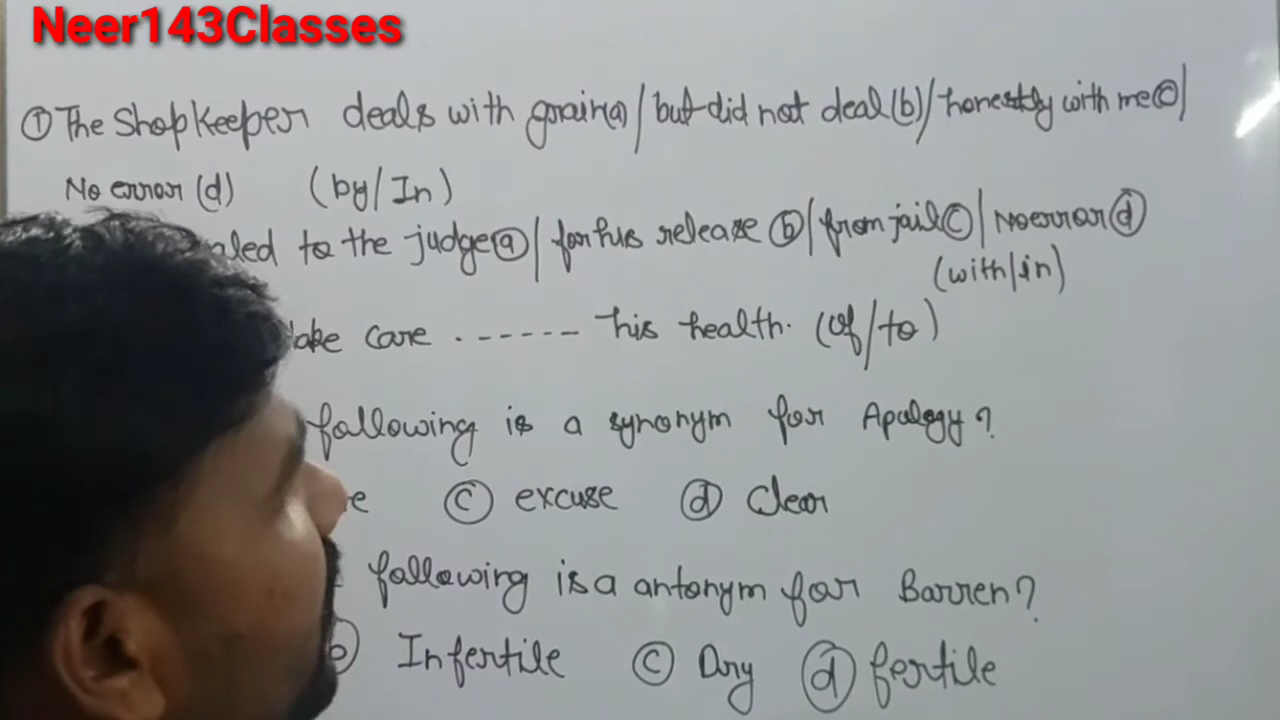 Neer143Classes
① The Shopkeeper deals with grain(a)/ but did not deal (b)/ honestly with me ⓒ/
No error (d) (by/In)
to the judge ⓐ/ for his release ⓑ/ from jail ⓒ/ No error ⓓ
(with/in)
care ...... his health. (of/to)
following is a synonym for Apology?
ⓒ excuse ⓓ Clear
following is a antonym for Barren?
ⓑ Infertile ⓒ Dry ⓓ fertile